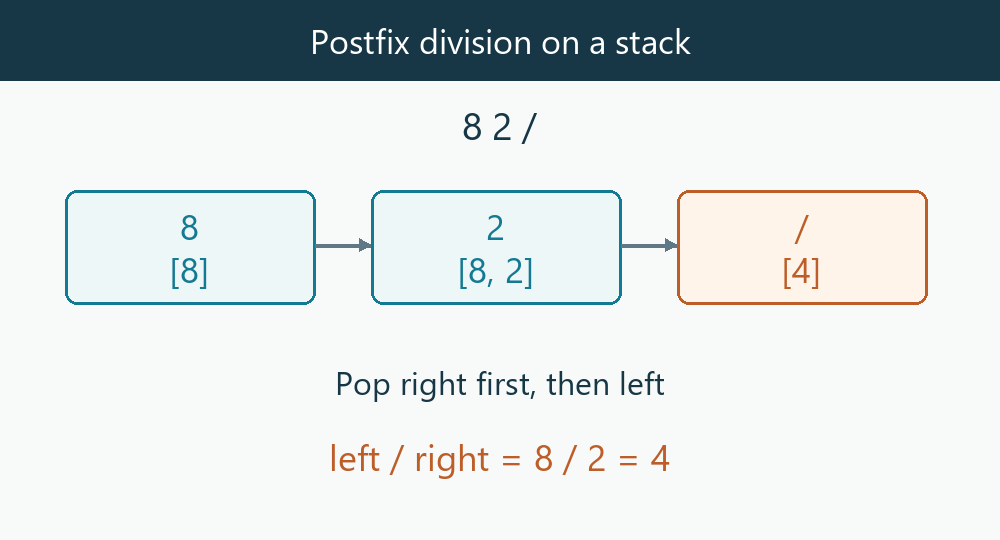 Postfix division on a stack
8 2 /
8
[8]
2
[8, 2]
/
[4]
Pop right first, then left
left / right = 8 / 2 = 4